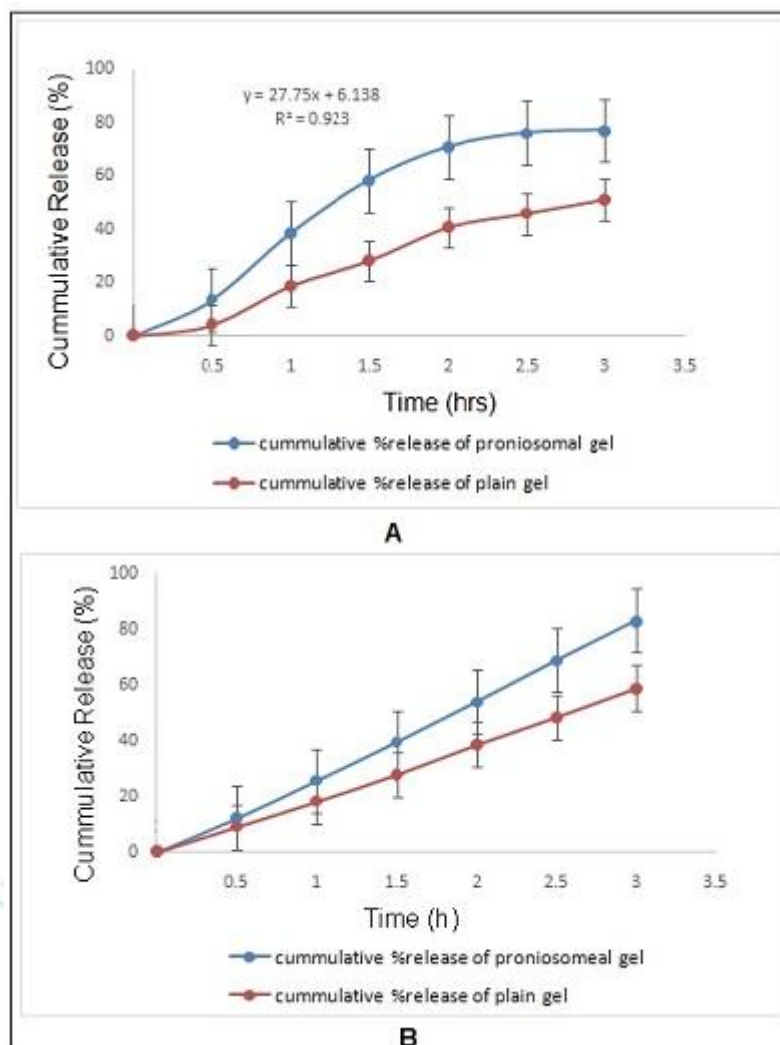 100
80
60
40
20
0
Cummulative Release (%)
y = 27.75x + 6.138
R² = 0.923
0.5 1 1.5 2 2.5 3 3.5
Time (hrs)
cummulative %release of proniosomal gel
cummulative %release of plain gel
A
100
80
60
40
20
0
Cummulative Release (%)
0.5 1 1.5 2 2.5 3 3.5
Time (h)
cummulative %release of proniosomeal gel
cummulative %release of plain gel
B